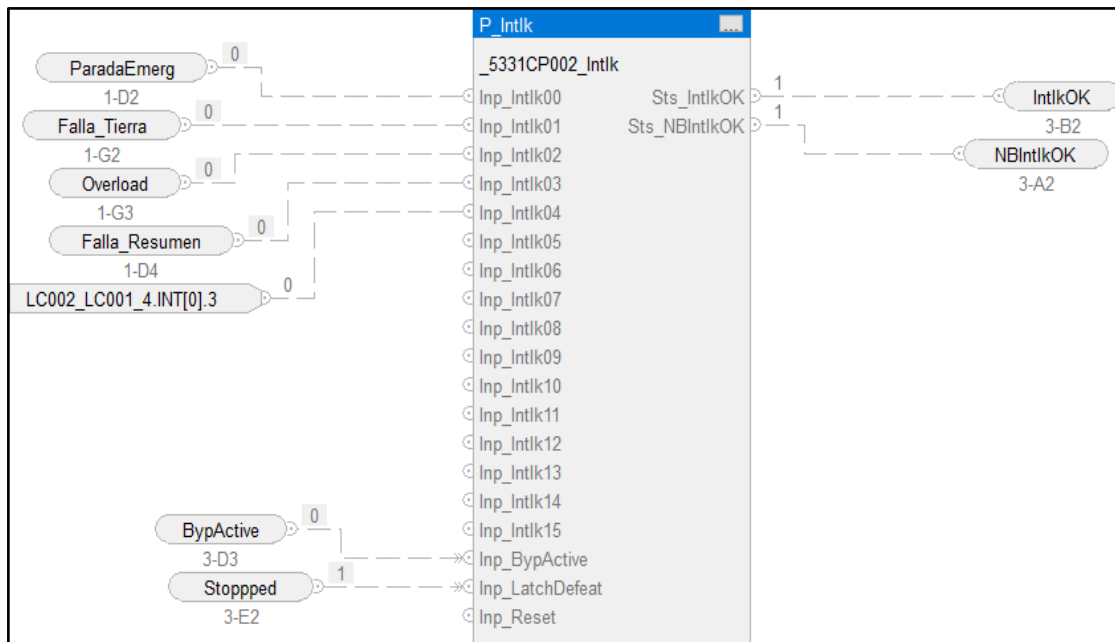 P_Intlk ...
_5331CP002_Intlk
ParadaEmerg 0
1-D2
Inp_Intlk00 Sts_IntlkOK 1 IntlkOK
3-B2
Falla_Tierra 0
1-G2
Inp_Intlk01 Sts_NBIntlkOK 1 NBIntlkOK
3-A2
Overload 0
1-G3
Inp_Intlk02
Falla_Resumen 0
1-D4
Inp_Intlk03
LC002_LC001_4.INT[0].3 0
Inp_Intlk04
Inp_Intlk05
Inp_Intlk06
Inp_Intlk07
Inp_Intlk08
Inp_Intlk09
Inp_Intlk10
Inp_Intlk11
Inp_Intlk12
Inp_Intlk13
Inp_Intlk14
Inp_Intlk15
BypActive 0
3-D3
Inp_BypActive
Stoppped 1
3-E2
Inp_LatchDefeat
Inp_Reset